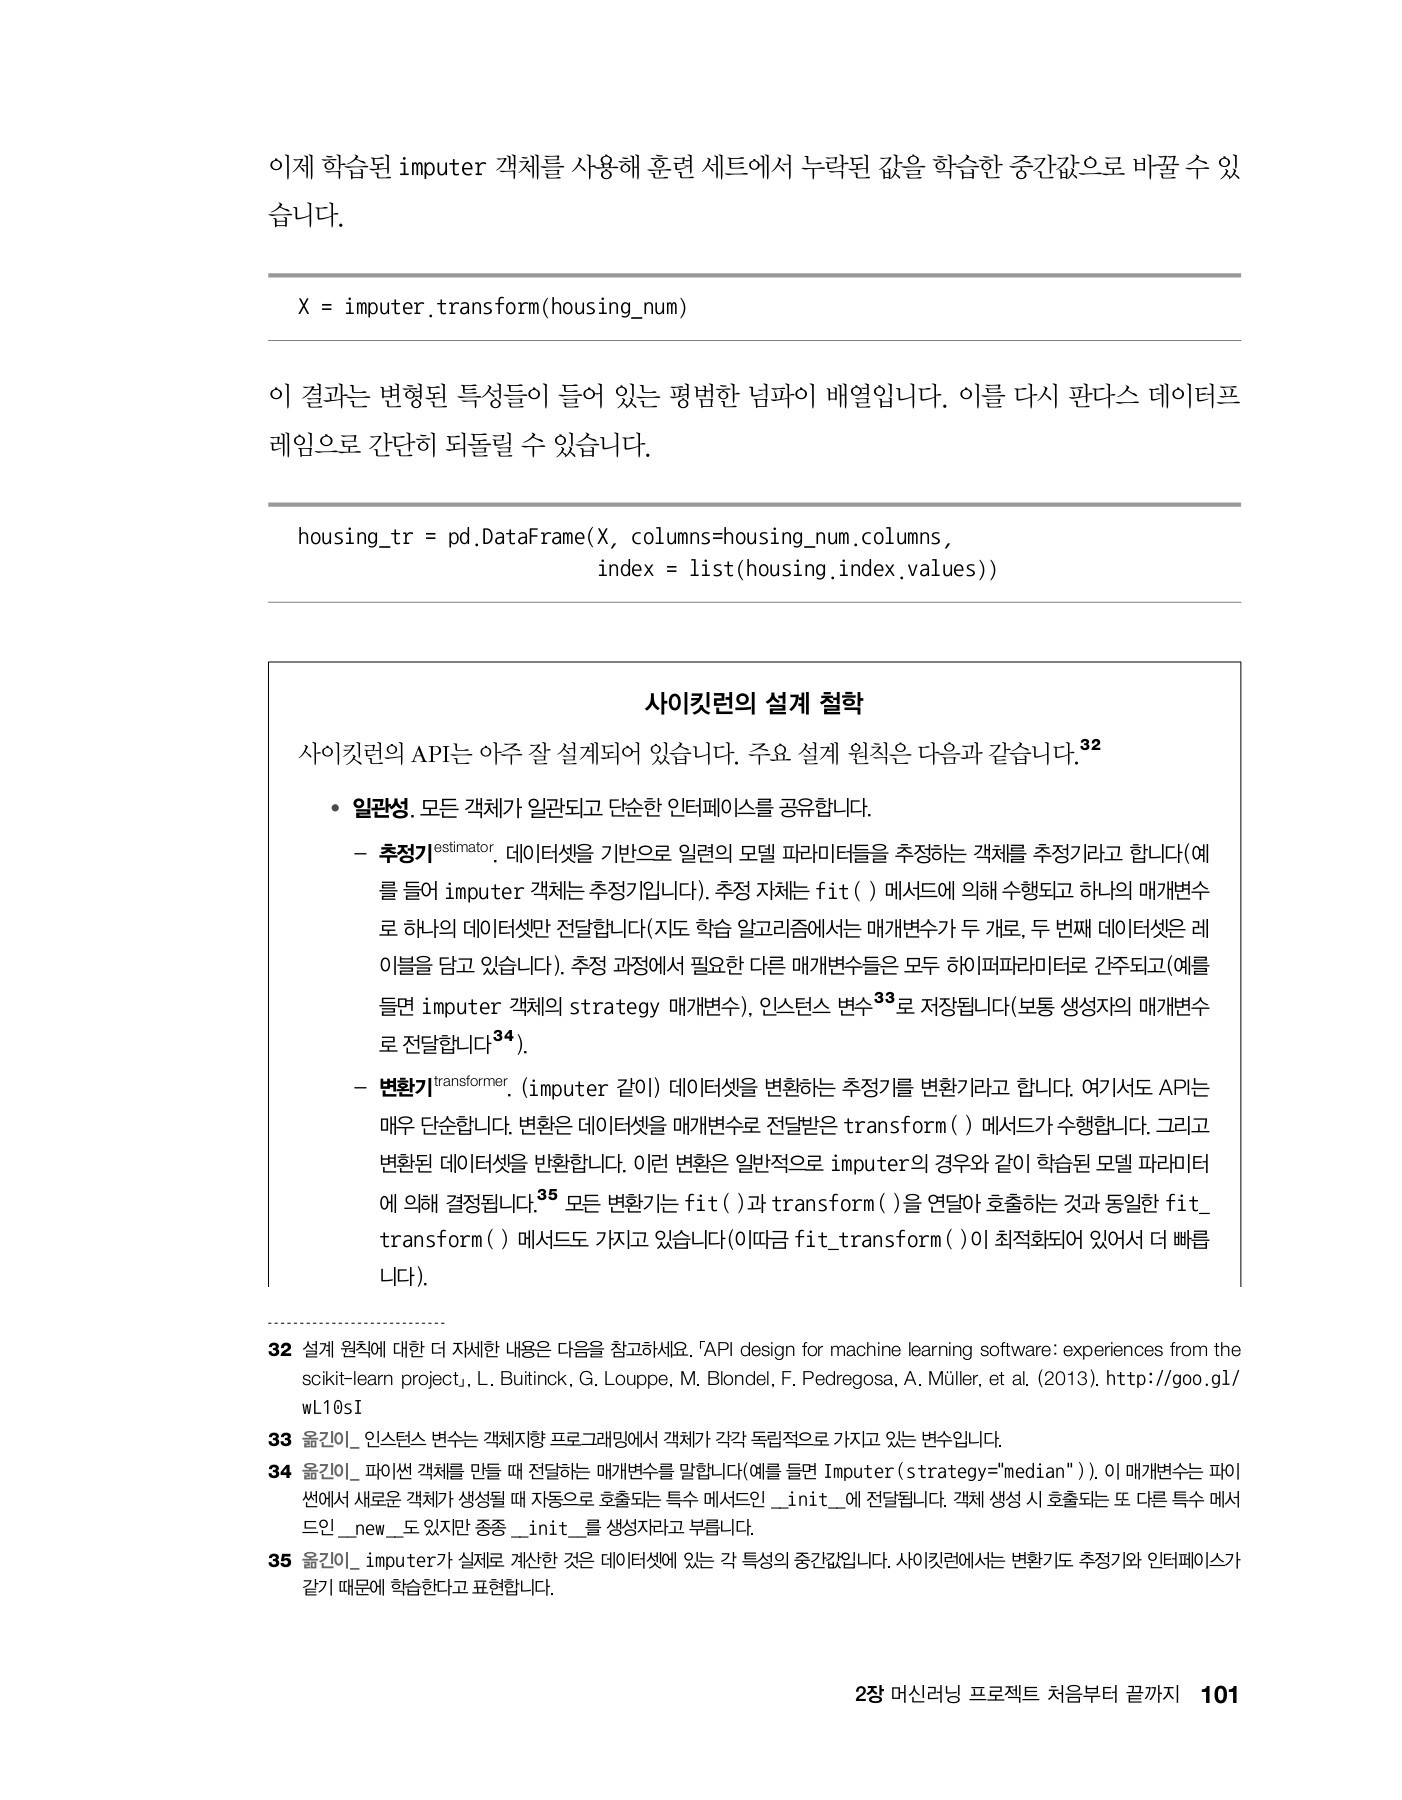 이제 학습된 imputer 객체를 사용해 훈련 세트에서 누락된 값을 학습한 중간값으로 바꿀 수 있
습니다.
X = imputer.transform(housing_num)
이 결과는 변형된 특성들이 들어 있는 평범한 넘파이 배열입니다. 이를 다시 판다스 데이터프
레임으로 간단히 되돌릴 수 있습니다.
housing_tr = pd.DataFrame(X, columns=housing_num.columns,
index = list(housing.index.values))
사이킷런의 설계 철학
사이킷런의 API는 아주 잘 설계되어 있습니다. 주요 설계 원칙은 다음과 같습니다.32
• 일관성. 모든 객체가 일관되고 단순한 인터페이스를 공유합니다.
– 추정기estimator. 데이터셋을 기반으로 일련의 모델 파라미터들을 추정하는 객체를 추정기라고 합니다(예
를 들어 imputer 객체는 추정기입니다). 추정 자체는 fit( ) 메서드에 의해 수행되고 하나의 매개변수
로 하나의 데이터셋만 전달합니다(지도 학습 알고리즘에서는 매개변수가 두 개로, 두 번째 데이터셋은 레
이블을 담고 있습니다). 추정 과정에서 필요한 다른 매개변수들은 모두 하이퍼파라미터로 간주되고(예를
들면 imputer 객체의 strategy 매개변수), 인스턴스 변수33로 저장됩니다(보통 생성자의 매개변수
로 전달합니다34).
– 변환기transformer. (imputer 같이) 데이터셋을 변환하는 추정기를 변환기라고 합니다. 여기서도 API는
매우 단순합니다. 변환은 데이터셋을 매개변수로 전달받은 transform( ) 메서드가 수행합니다. 그리고
변환된 데이터셋을 반환합니다. 이런 변환은 일반적으로 imputer의 경우와 같이 학습된 모델 파라미터
에 의해 결정됩니다.35 모든 변환기는 fit( )과 transform( )을 연달아 호출하는 것과 동일한 fit_
transform( ) 메서드도 가지고 있습니다(이따금 fit_transform( )이 최적화되어 있어서 더 빠릅
니다).
32 설계 원칙에 대한 더 자세한 내용은 다음을 참고하세요. 「API design for machine learning software: experiences from the
scikit-learn project」, L. Buitinck, G. Louppe, M. Blondel, F. Pedregosa, A. Müller, et al. (2013). http://goo.gl/
wL10sI
33 옮긴이_ 인스턴스 변수는 객체지향 프로그래밍에서 객체가 각각 독립적으로 가지고 있는 변수입니다.
34 옮긴이_ 파이썬 객체를 만들 때 전달하는 매개변수를 말합니다(예를 들면 Imputer(strategy="median")). 이 매개변수는 파이
썬에서 새로운 객체가 생성될 때 자동으로 호출되는 특수 메서드인 __init__에 전달됩니다. 객체 생성 시 호출되는 또 다른 특수 메서
드인 __new__도 있지만 종종 __init__를 생성자라고 부릅니다.
35 옮긴이_ imputer가 실제로 계산한 것은 데이터셋에 있는 각 특성의 중간값입니다. 사이킷런에서는 변환기도 추정기와 인터페이스가
같기 때문에 학습한다고 표현합니다.
2장 머신러닝 프로젝트 처음부터 끝까지 101